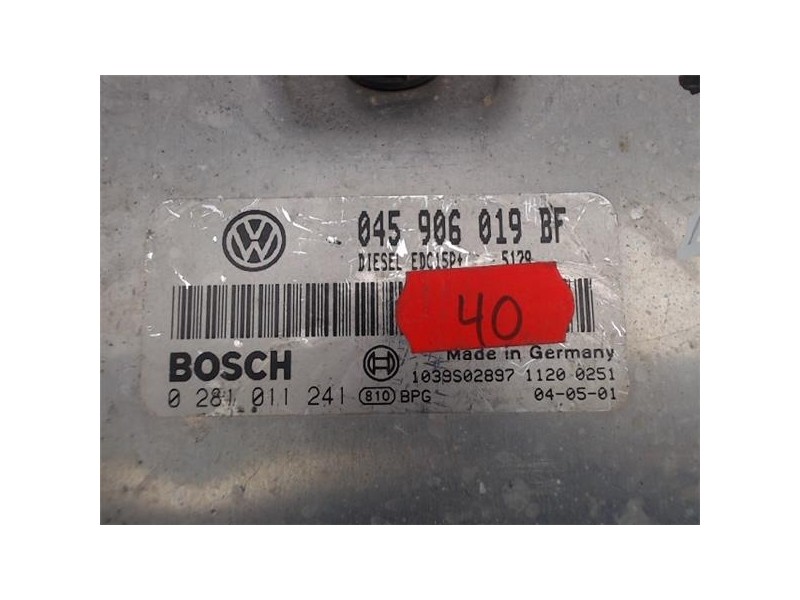 VW
045 906 019 BF
DIESEL EDC15P+ 5129
40
BOSCH
Made in Germany
1039S02897 1120 0251
0 281 011 241 810 BPG 04-05-01